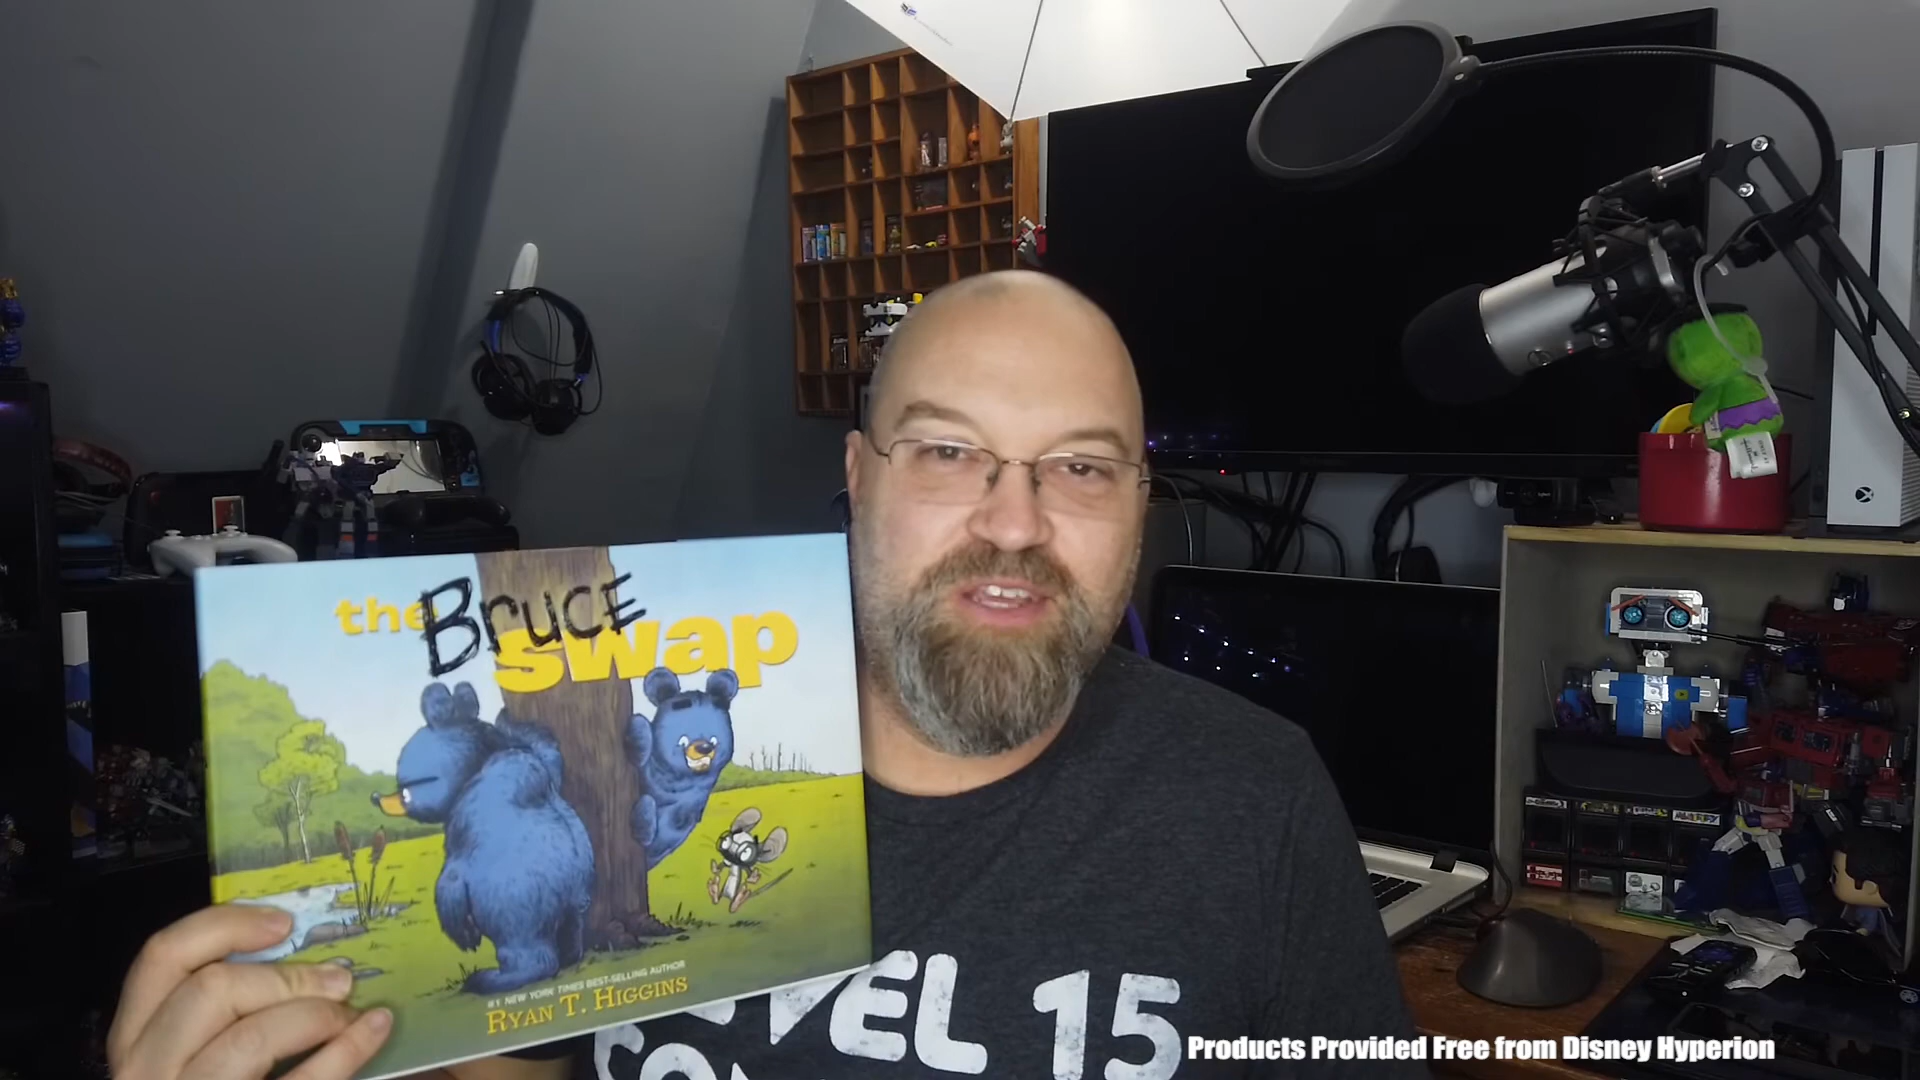 the Bruce
swap
#1 NEW YORK TIMES BEST-SELLING AUTHOR
RYAN T. HIGGINS
LEVEL 15
Products Provided Free from Disney Hyperion